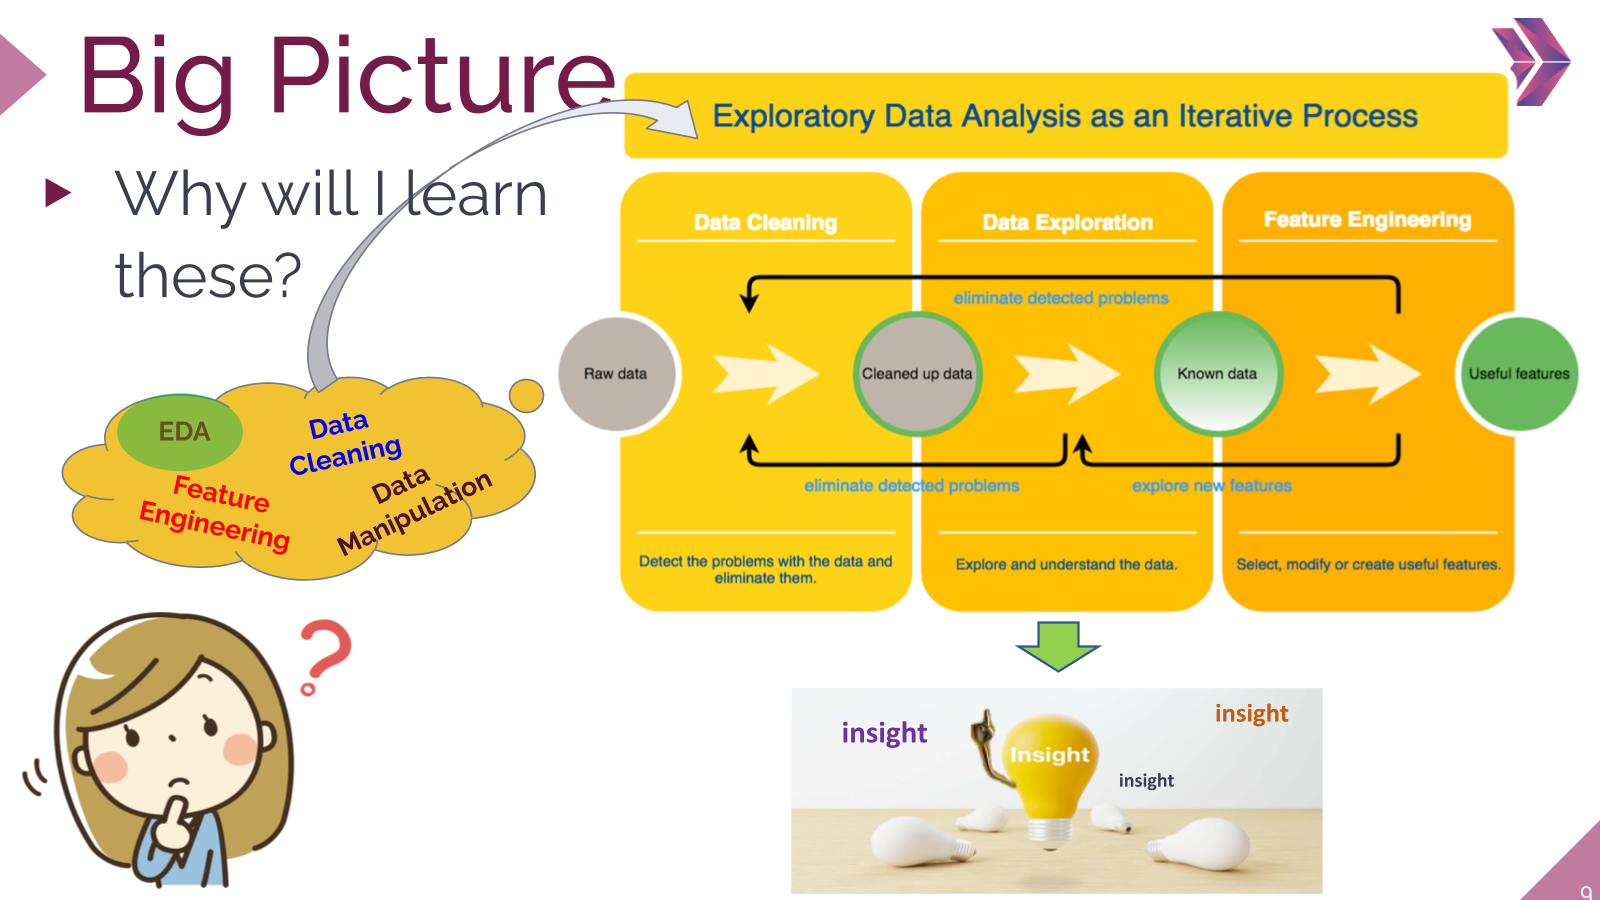 Big Picture
Why will I learn
these?
EDA
Data
Cleaning
Feature
Engineering
Data
Manipulation
?
Exploratory Data Analysis as an Iterative Process
Data Cleaning
Data Exploration
Feature Engineering
eliminate detected problems
Raw data
Cleaned up data
Known data
Useful features
eliminate detected problems
explore new features
Detect the problems with the data and
eliminate them.
Explore and understand the data.
Select, modify or create useful features.
insight
Insight
insight
insight
9